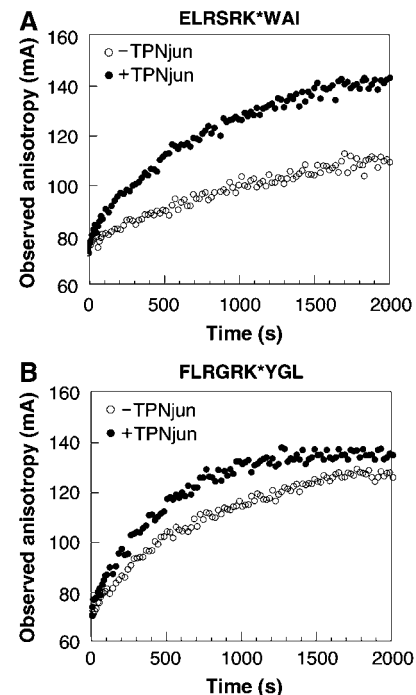 A
ELRSRK*WAI
160
140
120
100
80
60
Observed anisotropy (mA)
−TPNjun
+TPNjun
0 500 1000 1500 2000
Time (s)
B
FLRGRK*YGL
160
140
120
100
80
60
Observed anisotropy (mA)
−TPNjun
+TPNjun
0 500 1000 1500 2000
Time (s)